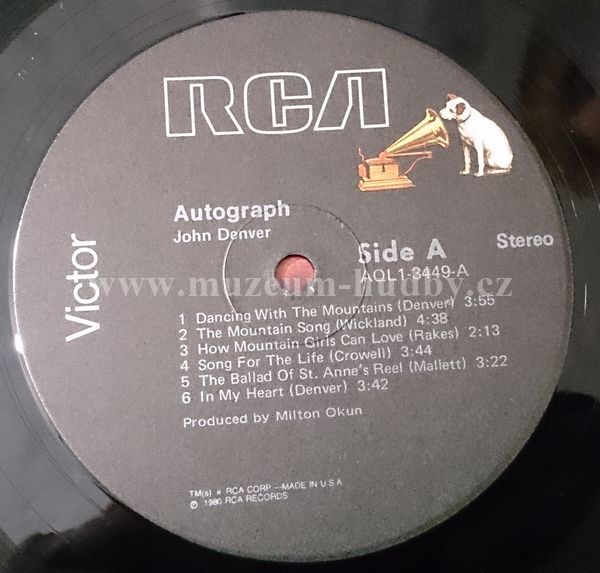 RCA
Victor
Autograph
John Denver
Side A
Stereo
AQL1-3449-A
www.muzeum-hudby.cz
1 Dancing With The Mountains (Denver) 3:55
2 The Mountain Song (Wickland) 4:38
3 How Mountain Girls Can Love (Rakes) 2:13
4 Song For The Life (Crowell) 3:44
5 The Ballad Of St. Anne's Reel (Mallett) 3:22
6 In My Heart (Denver) 3:42
Produced by Milton Okun
TM(s) ® RCA CORP.—MADE IN U.S.A.
℗ 1980 RCA RECORDS